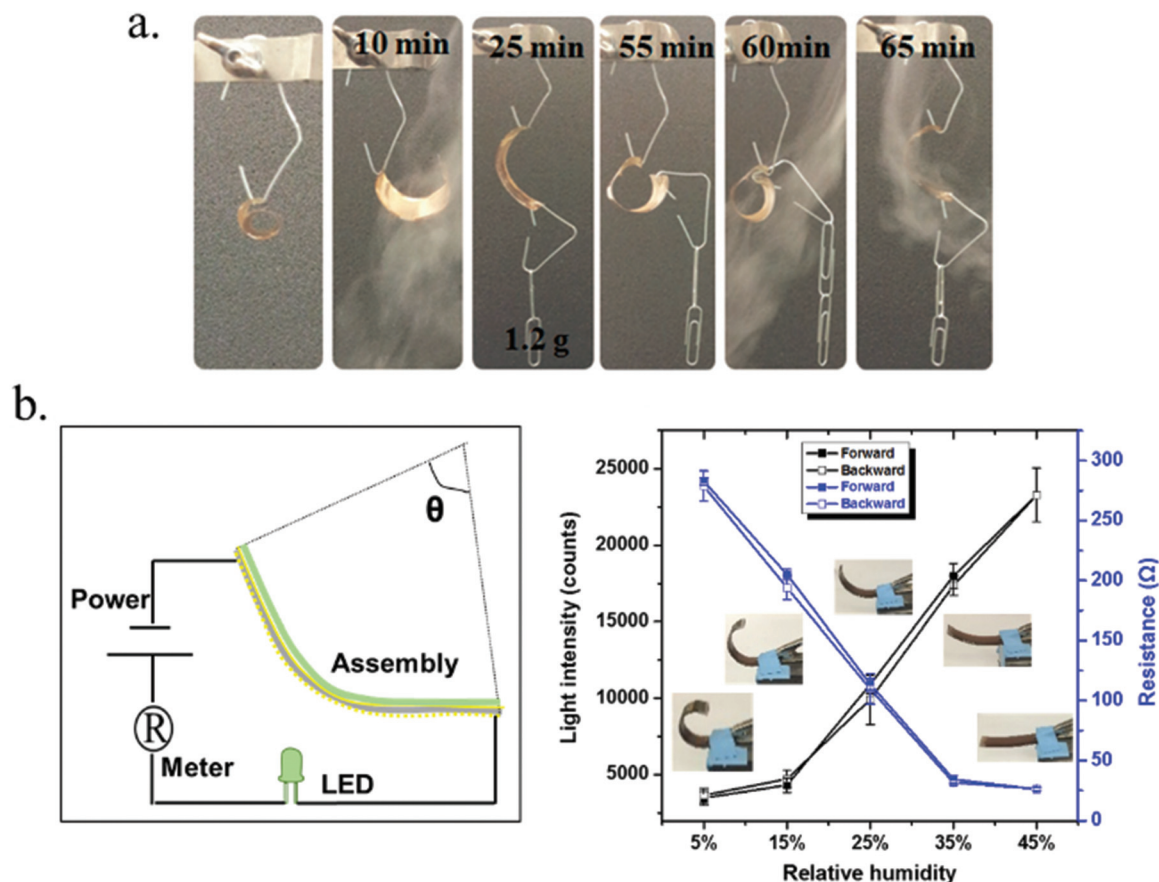 a.
10 min
25 min
55 min
60min
65 min
1.2 g
b.
θ
Power
Assembly
R
Meter
LED
Forward
Backward
Forward
Backward
Light intensity (counts)
25000
20000
15000
10000
5000
Resistance (Ω)
300
250
200
150
100
50
0
5%
15%
25%
35%
45%
Relative humidity